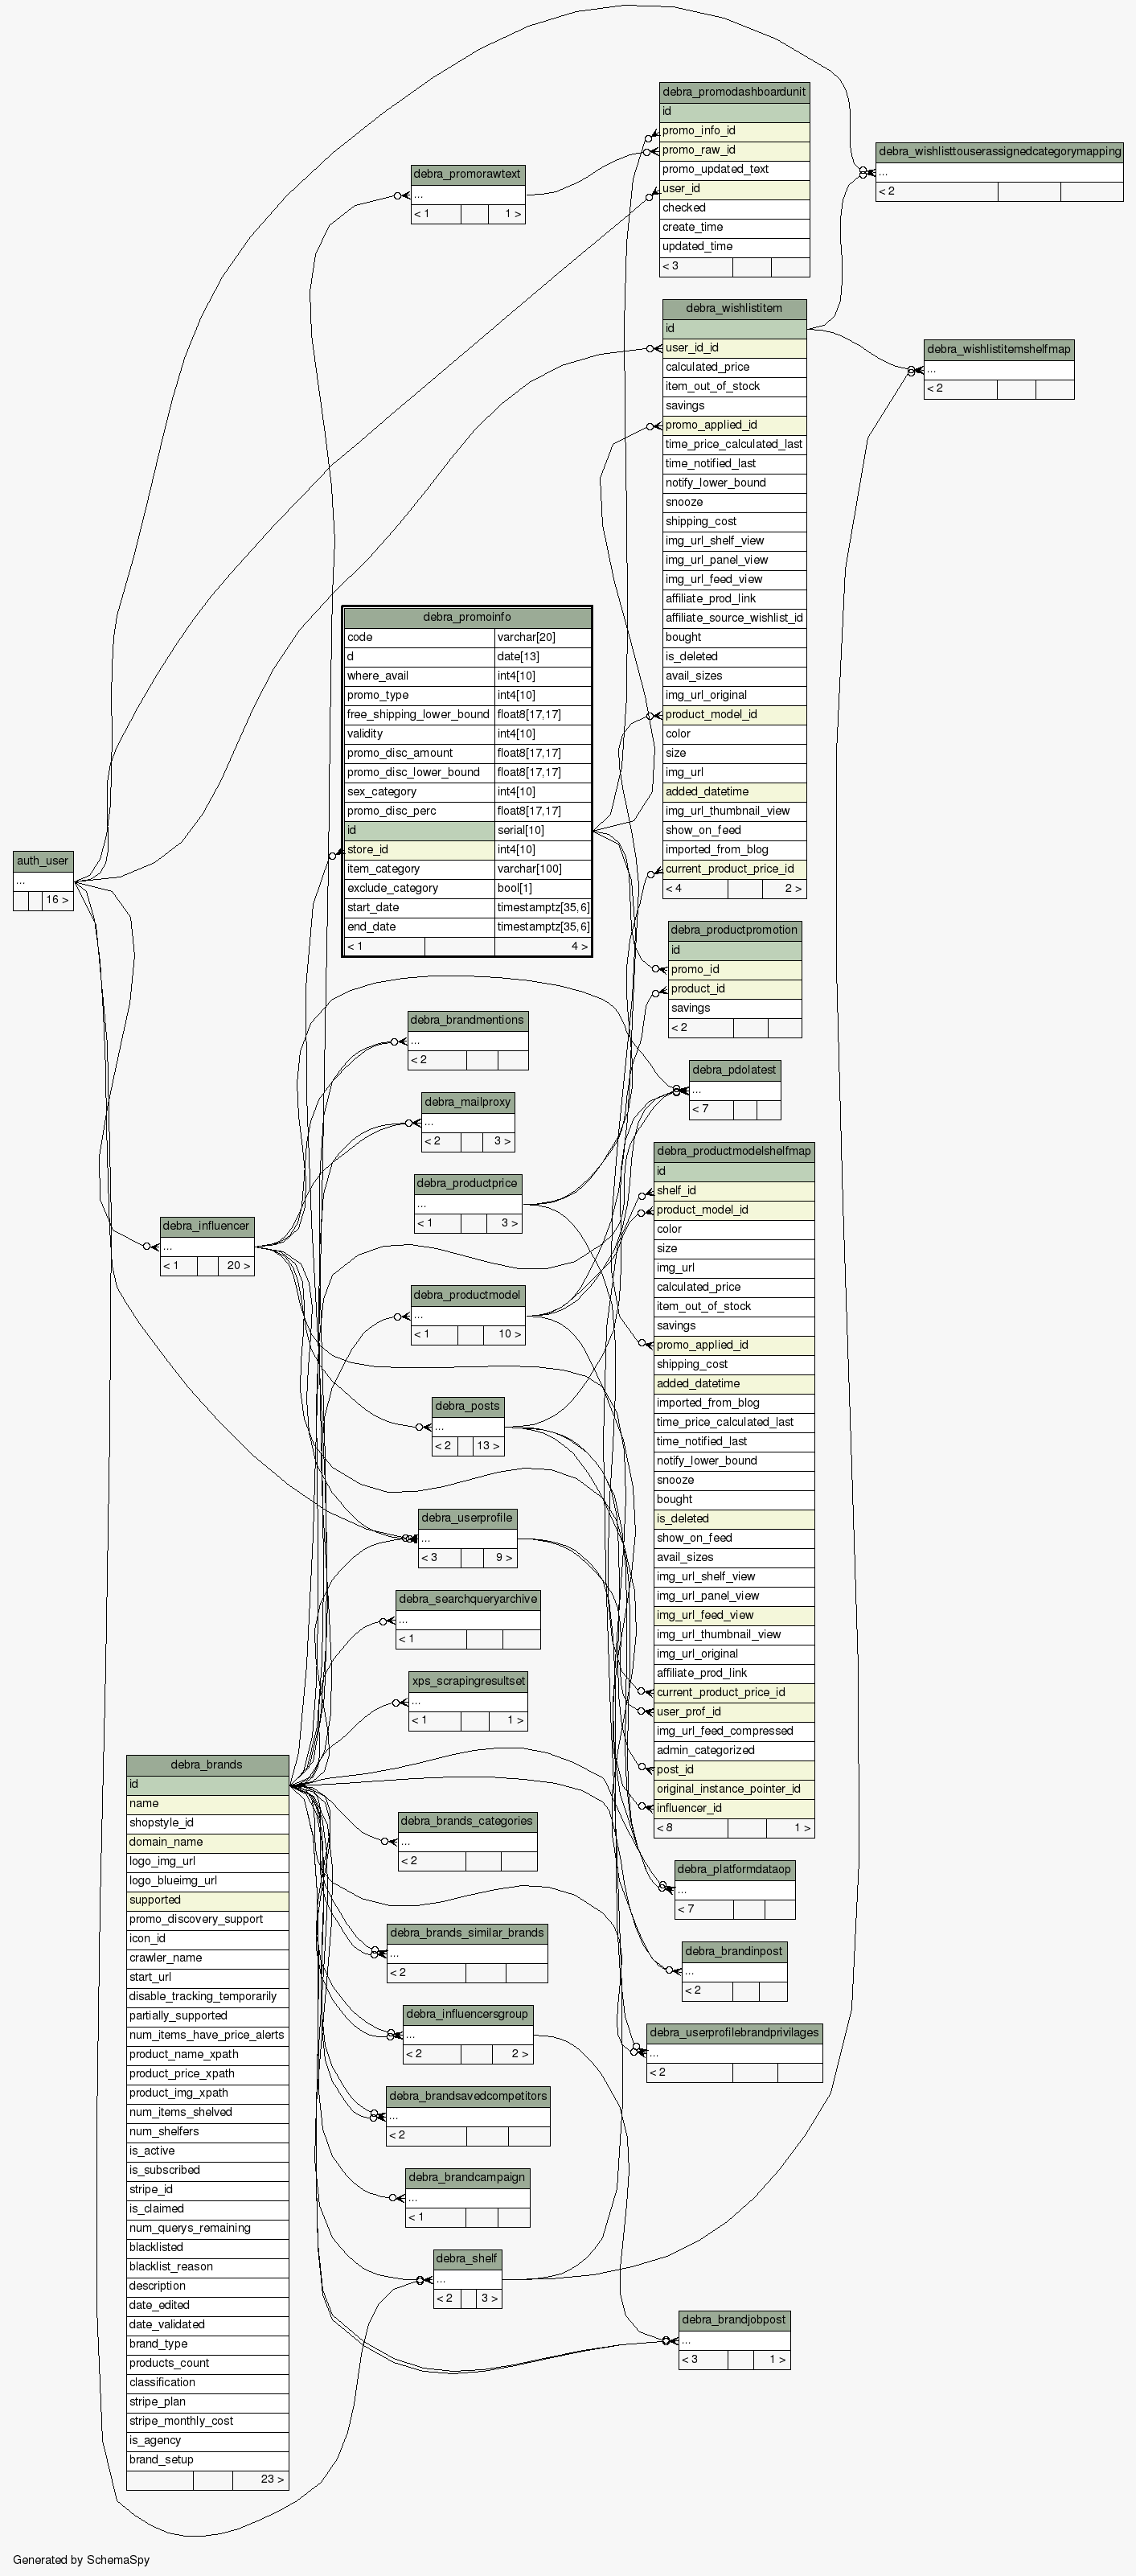 debra_promodashboardunit
id
promo_info_id
promo_raw_id
promo_updated_text
user_id
checked
create_time
updated_time
< 3
debra_wishlisttouserassignedcategorymapping
...
< 2
debra_promorawtext
...
< 1 1 >
debra_wishlistitem
id
user_id_id
calculated_price
item_out_of_stock
savings
promo_applied_id
time_price_calculated_last
time_notified_last
notify_lower_bound
snooze
shipping_cost
img_url_shelf_view
img_url_panel_view
img_url_feed_view
affiliate_prod_link
affiliate_source_wishlist_id
bought
is_deleted
avail_sizes
img_url_original
product_model_id
color
size
img_url
added_datetime
img_url_thumbnail_view
show_on_feed
imported_from_blog
current_product_price_id
< 4 2 >
debra_wishlistitemshelfmap
...
< 2
debra_promoinfo
code varchar[20]
d date[13]
where_avail int4[10]
promo_type int4[10]
free_shipping_lower_bound float8[17,17]
validity int4[10]
promo_disc_amount float8[17,17]
promo_disc_lower_bound float8[17,17]
sex_category int4[10]
promo_disc_perc float8[17,17]
id serial[10]
store_id int4[10]
item_category varchar[100]
exclude_category bool[1]
start_date timestamptz[35,6]
end_date timestamptz[35,6]
< 1 4 >
auth_user
...
16 >
debra_productpromotion
id
promo_id
product_id
savings
< 2
debra_brandmentions
...
< 2
debra_pdolatest
...
< 7
debra_mailproxy
...
< 2 3 >
debra_productprice
...
< 1 3 >
debra_influencer
...
< 1 20 >
debra_productmodel
...
< 1 10 >
debra_posts
...
< 2 13 >
debra_userprofile
...
< 3 9 >
debra_searchqueryarchive
...
< 1
xps_scrapingresultset
...
< 1 1 >
debra_productmodelshelfmap
id
shelf_id
product_model_id
color
size
img_url
calculated_price
item_out_of_stock
savings
promo_applied_id
shipping_cost
added_datetime
imported_from_blog
time_price_calculated_last
time_notified_last
notify_lower_bound
snooze
bought
is_deleted
show_on_feed
avail_sizes
img_url_shelf_view
img_url_panel_view
img_url_feed_view
img_url_thumbnail_view
img_url_original
affiliate_prod_link
current_product_price_id
user_prof_id
img_url_feed_compressed
admin_categorized
post_id
original_instance_pointer_id
influencer_id
< 8 1 >
debra_brands
id
name
shopstyle_id
domain_name
logo_img_url
logo_blueimg_url
supported
promo_discovery_support
icon_id
crawler_name
start_url
disable_tracking_temporarily
partially_supported
num_items_have_price_alerts
product_name_xpath
product_price_xpath
product_img_xpath
num_items_shelved
num_shelfers
is_active
is_subscribed
stripe_id
is_claimed
num_querys_remaining
blacklisted
blacklist_reason
description
date_edited
date_validated
brand_type
products_count
classification
stripe_plan
stripe_monthly_cost
is_agency
brand_setup
23 >
debra_brands_categories
...
< 2
debra_platformdataop
...
< 7
debra_brands_similar_brands
...
< 2
debra_brandinpost
...
< 2
debra_influencersgroup
...
< 2 2 >
debra_userprofilebrandprivilages
...
< 2
debra_brandsavedcompetitors
...
< 2
debra_brandcampaign
...
< 1
debra_shelf
...
< 2 3 >
debra_brandjobpost
...
< 3 1 >
Generated by SchemaSpy